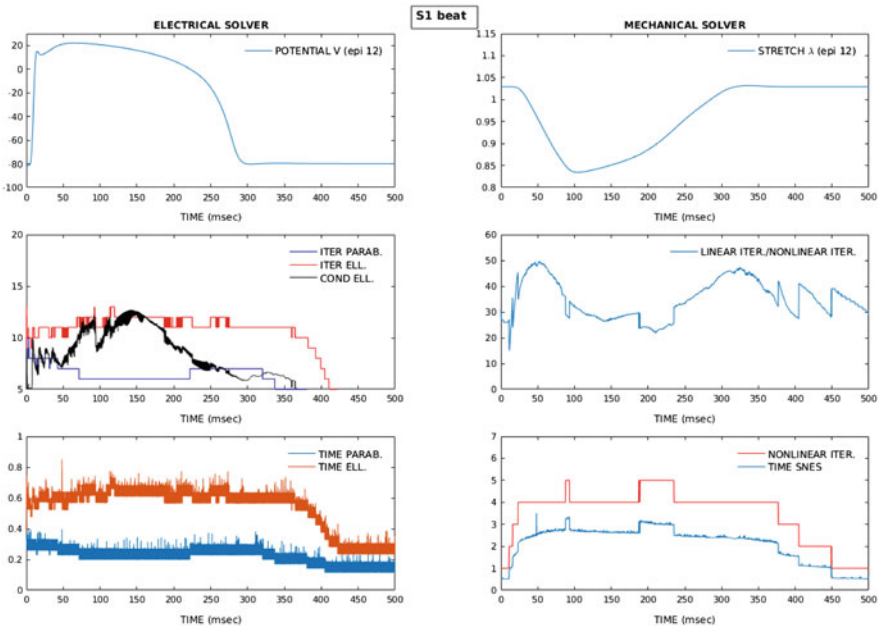 S1 beat
ELECTRICAL SOLVER
20
0
-20
-40
-60
-80
-100
POTENTIAL V (epi 12)
0 50 100 150 200 250 300 350 400 450 500
TIME (msec)
MECHANICAL SOLVER
1.15
1.1
1.05
1
0.95
0.9
0.85
0.8
STRETCH λ (epi 12)
0 50 100 150 200 250 300 350 400 450 500
TIME (msec)
20
15
10
5
ITER PARAB.
ITER ELL.
COND ELL.
0 50 100 150 200 250 300 350 400 450 500
TIME (msec)
60
50
40
30
20
10
0
LINEAR ITER./NONLINEAR ITER.
0 50 100 150 200 250 300 350 400 450 500
TIME (msec)
1
0.8
0.6
0.4
0.2
0
TIME PARAB.
TIME ELL.
0 50 100 150 200 250 300 350 400 450 500
TIME (msec)
7
6
5
4
3
2
1
0
NONLINEAR ITER.
TIME SNES
0 50 100 150 200 250 300 350 400 450 500
TIME (msec)